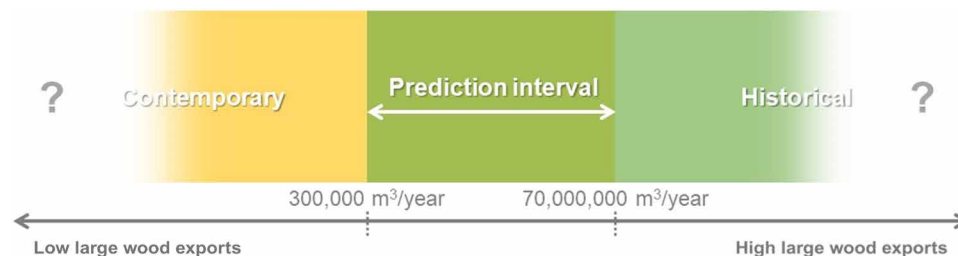 ? Contemporary Prediction interval Historical ?
300,000 m³/year 70,000,000 m³/year
Low large wood exports High large wood exports